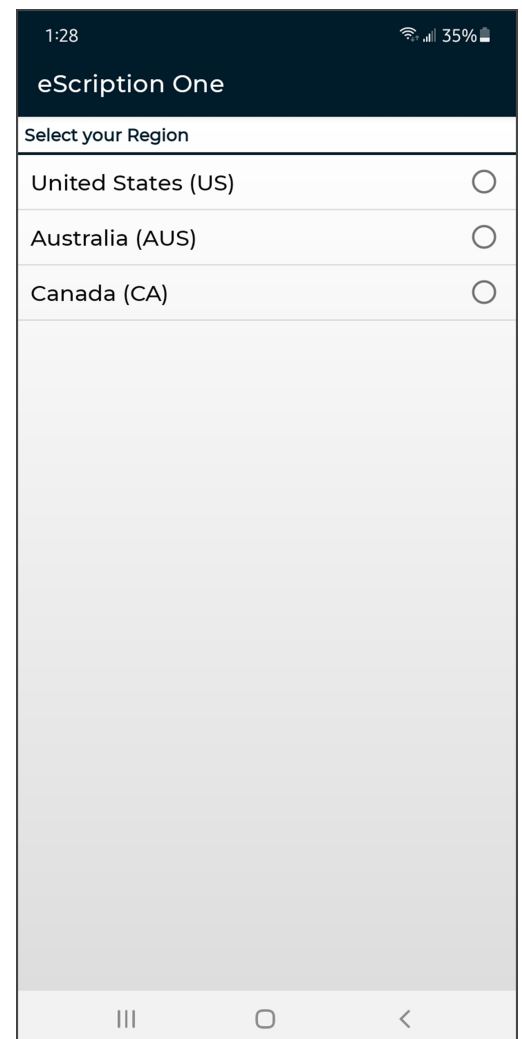 1:28 35%
eScription One
Select your Region
United States (US)
Australia (AUS)
Canada (CA)